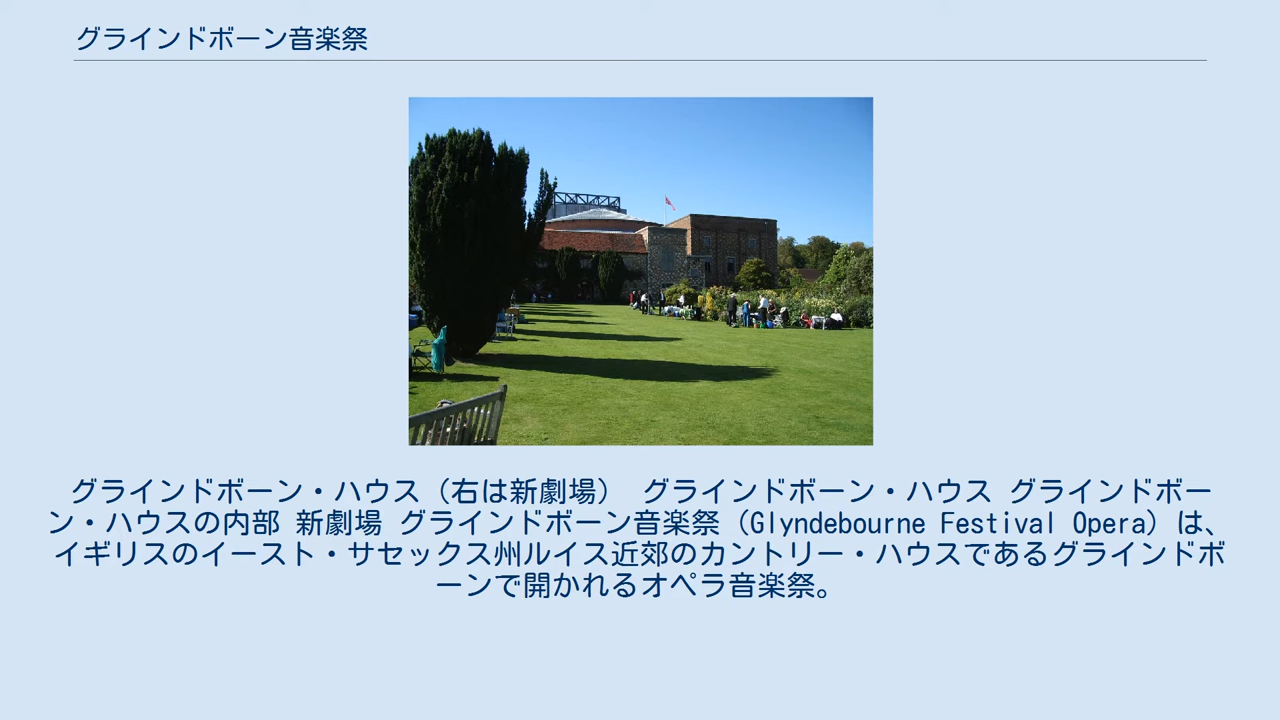 グラインドボーン音楽祭
グラインドボーン・ハウス（右は新劇場） グラインドボーン・ハウス グラインドボー
ン・ハウスの内部 新劇場 グラインドボーン音楽祭（Glyndebourne Festival Opera）は、
イギリスのイースト・サセックス州ルイス近郊のカントリー・ハウスであるグラインドボ
ーンで開かれるオペラ音楽祭。